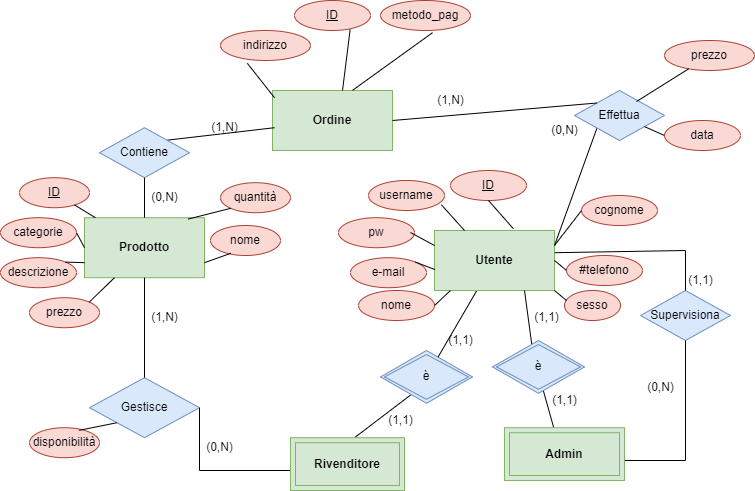 ID
metodo_pag
indirizzo
prezzo
(1,N)
Ordine
Effettua
(1,N)
(0,N)
data
Contiene
ID
(0,N)
quantità
username
ID
cognome
categorie
pw
Prodotto
nome
Utente
descrizione
e-mail
#telefono
(1,1)
prezzo
nome
sesso
(1,N)
(1,1)
Supervisiona
(1,1)
è
è
(0,N)
Gestisce
(1,1)
(1,1)
disponibilità
(0,N)
Rivenditore
Admin